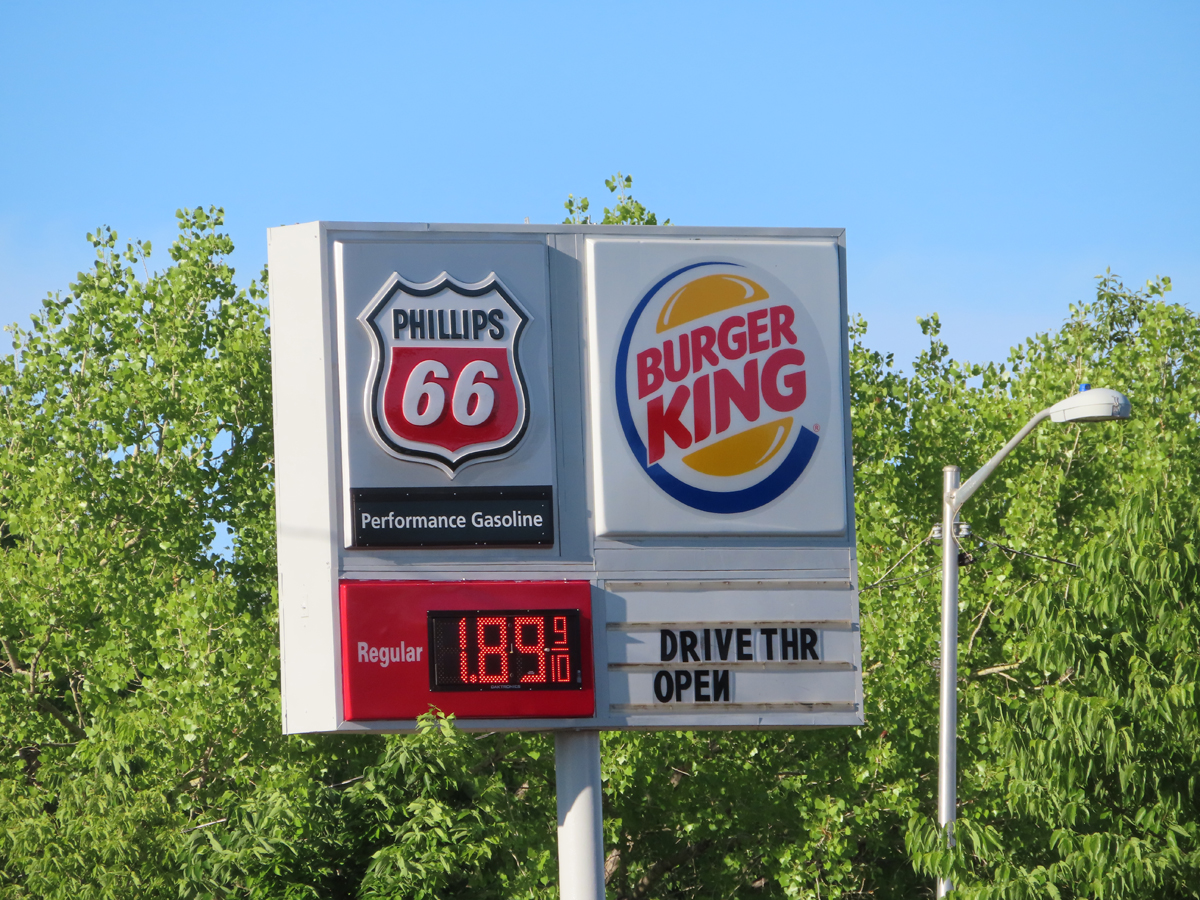 PHILLIPS
66
Performance Gasoline
BURGER
KING
®
Regular
1.89 9/10
DRIVE THR
OPEN